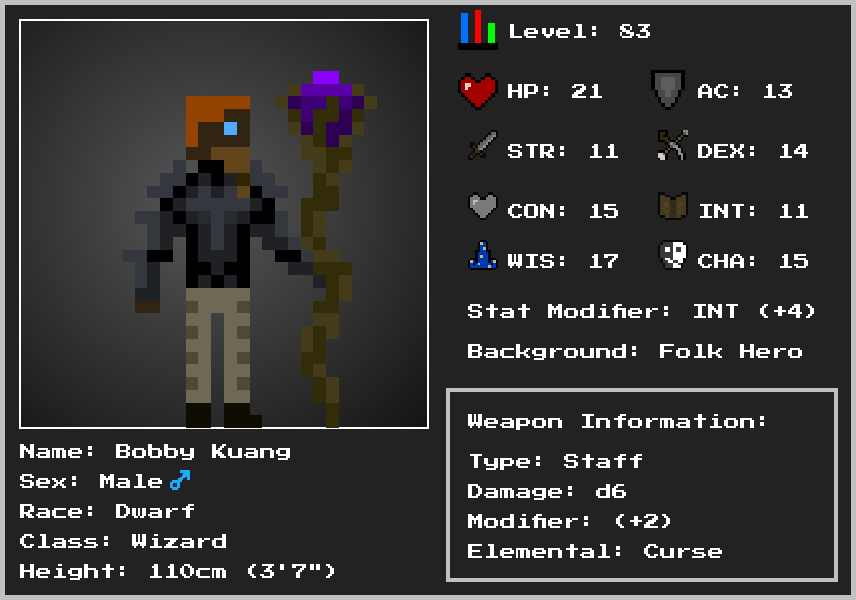 Level: 83
HP: 21 AC: 13
STR: 11 DEX: 14
CON: 15 INT: 11
WIS: 17 CHA: 15
Stat Modifier: INT (+4)
Background: Folk Hero
Weapon Information:
Type: Staff
Damage: d6
Modifier: (+2)
Elemental: Curse
Name: Bobby Kuang
Sex: Male♂
Race: Dwarf
Class: Wizard
Height: 110cm (3'7")